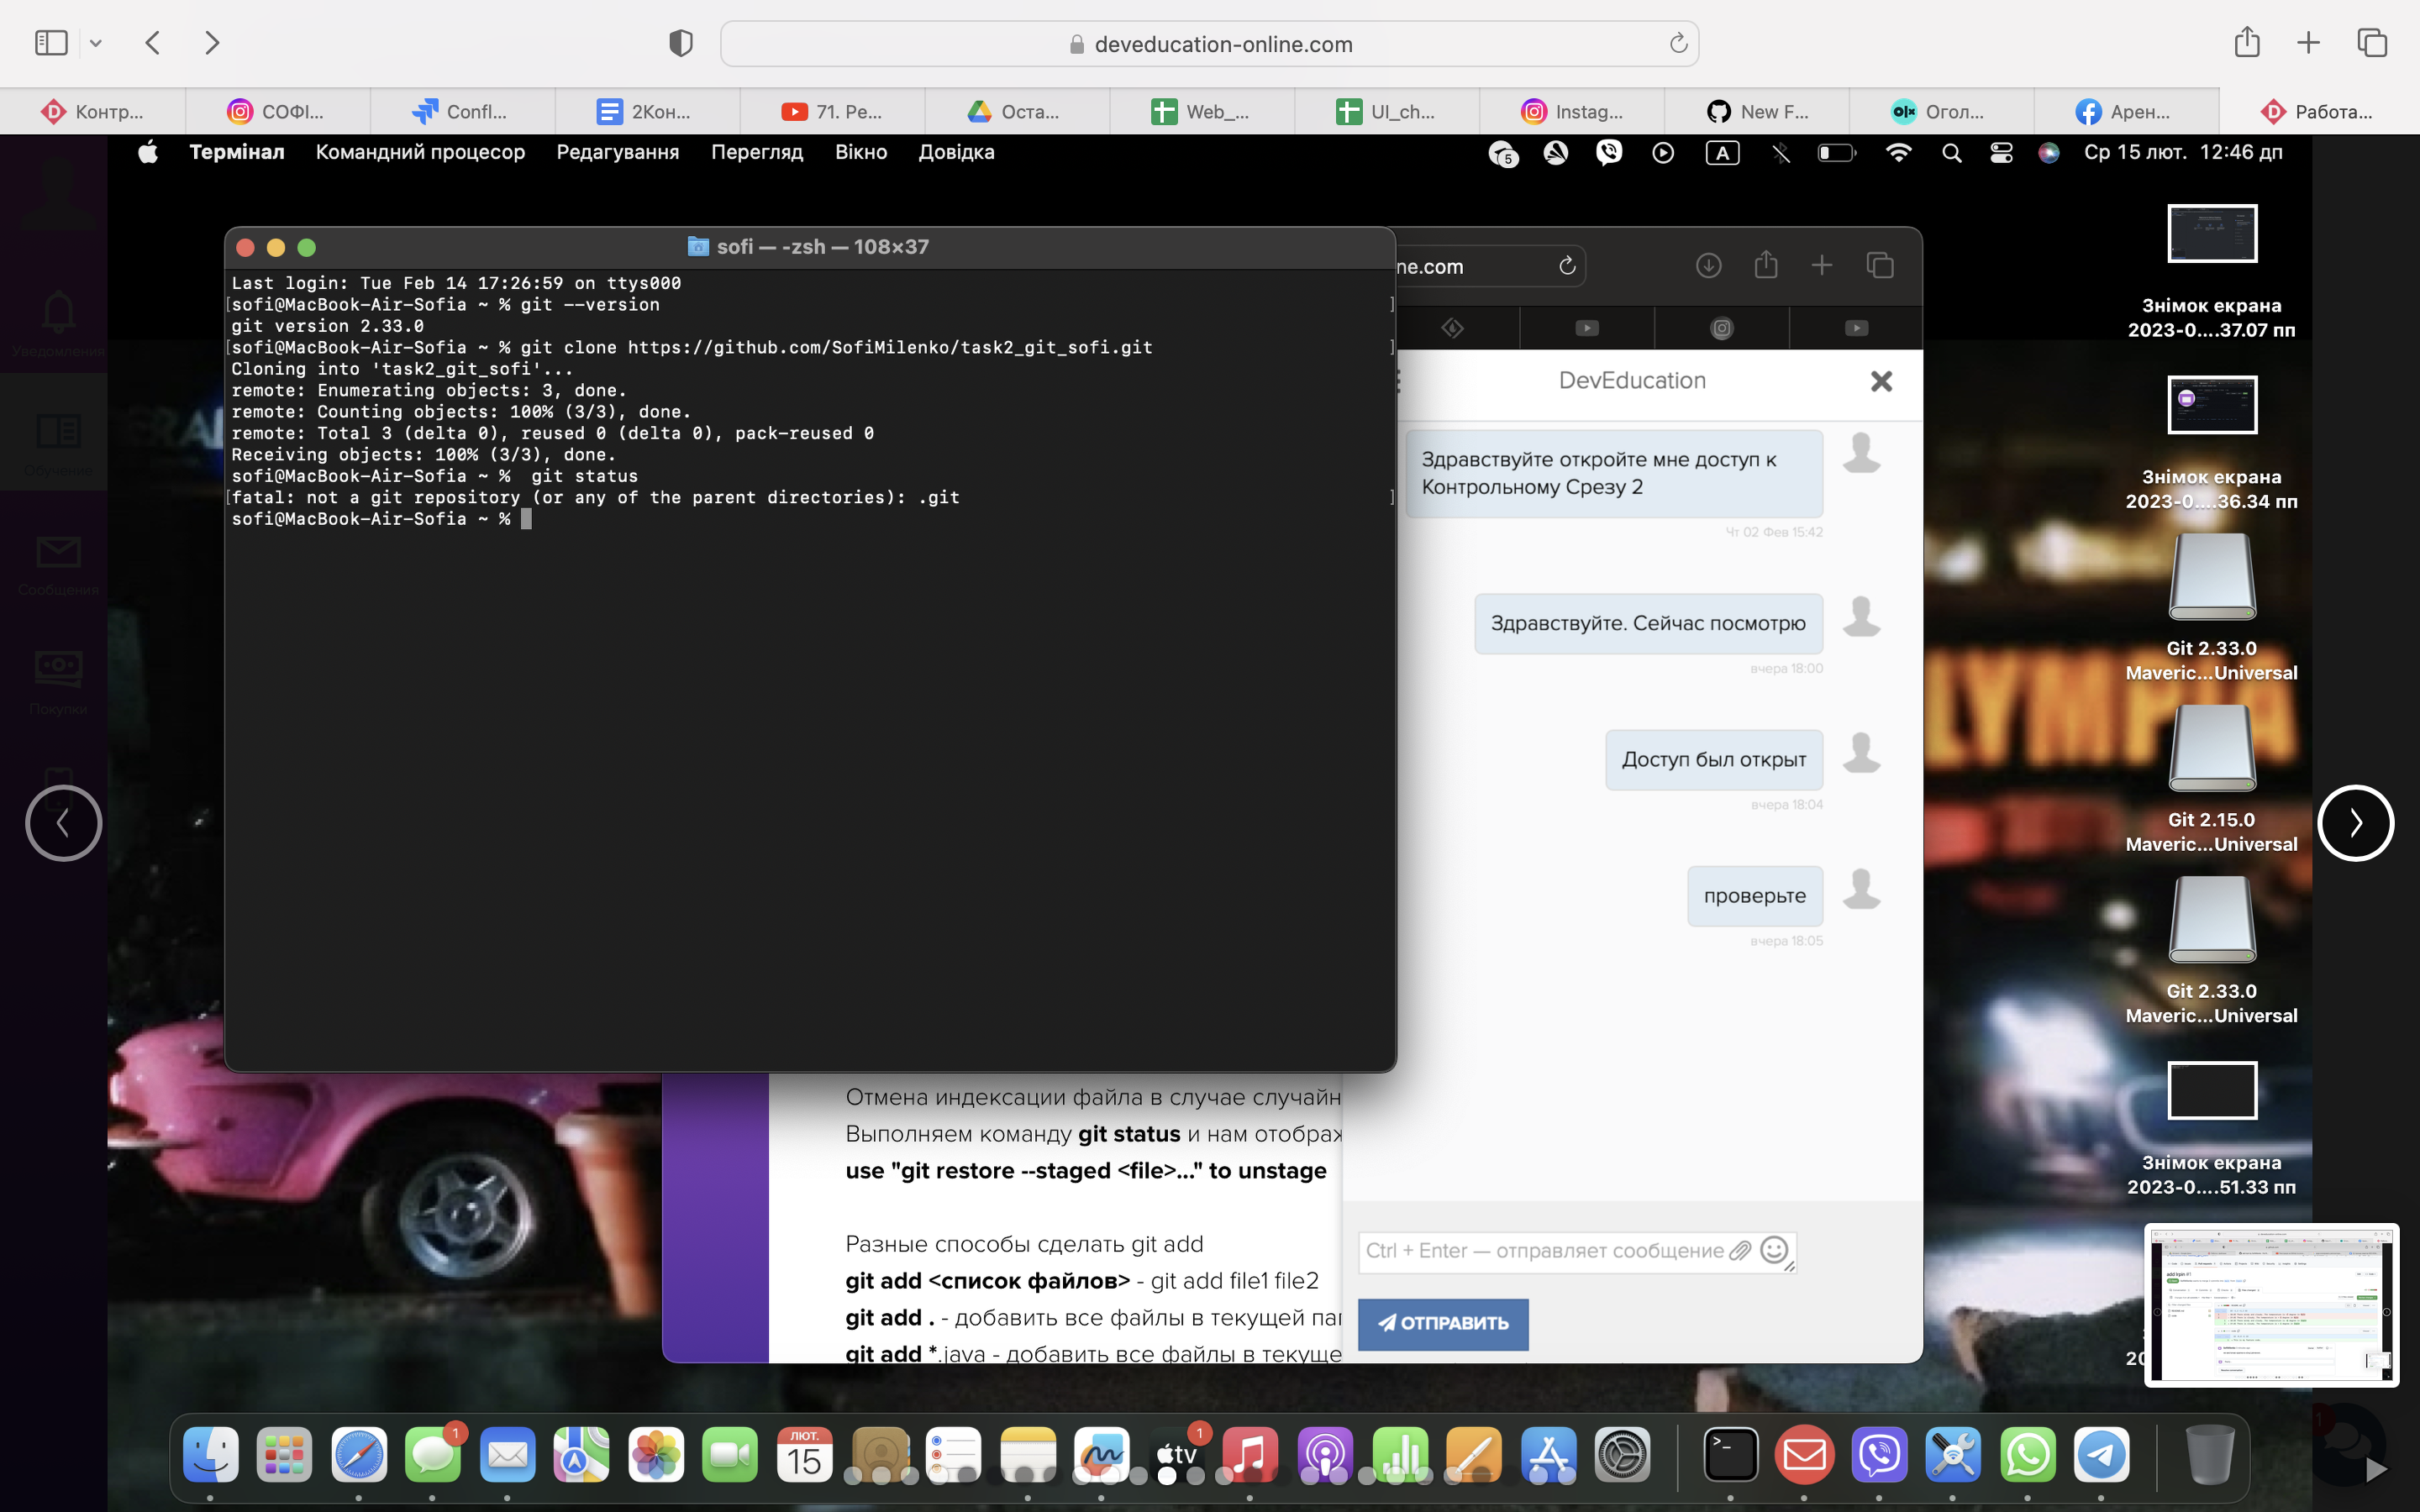 deveducation-online.com
Контр...
СОФІ...
Confl...
2Кон...
71. Ре...
Оста...
Web_...
UI_ch...
Instag...
New F...
Огол...
Арен...
Работа...
Термінал Командний процесор Редагування Перегляд Вікно Довідка
5
A
Ср 15 лют. 12:46 дп
sofi — -zsh — 108×37
Last login: Tue Feb 14 17:26:59 on ttys000
[sofi@MacBook-Air-Sofia ~ % git --version ]
git version 2.33.0
[sofi@MacBook-Air-Sofia ~ % git clone https://github.com/SofiMilenko/task2_git_sofi.git ]
Cloning into 'task2_git_sofi'...
remote: Enumerating objects: 3, done.
remote: Counting objects: 100% (3/3), done.
remote: Total 3 (delta 0), reused 0 (delta 0), pack-reused 0
Receiving objects: 100% (3/3), done.
sofi@MacBook-Air-Sofia ~ %  git status
[fatal: not a git repository (or any of the parent directories): .git ]
sofi@MacBook-Air-Sofia ~ %
ne.com
DevEducation
Здравствуйте откройте мне доступ к
Контрольному Срезу 2
Чт 02 Фев 15:42
Здравствуйте. Сейчас посмотрю
вчера 18:00
Доступ был открыт
вчера 18:04
проверьте
вчера 18:05
Ctrl + Enter — отправляет сообщение
ОТПРАВИТЬ
Отмена индексации файла в случае случайн
Выполняем команду git status и нам отображ
use "git restore --staged <file>..." to unstage
Разные способы сделать git add
git add <список файлов> - git add file1 file2
git add . - добавить все файлы в текущей пап
git add *.java - добавить все файлы в текуще
Уведомления
Обучение
Сообщения
Покупки
Знімок екрана
2023-0....37.07 пп
Знімок екрана
2023-0....36.34 пп
Git 2.33.0
Maveric...Universal
Git 2.15.0
Maveric...Universal
Git 2.33.0
Maveric...Universal
Знімок екрана
2023-0....51.33 пп
LYMPIA
1
ЛЮТ.
15
tv
1
1